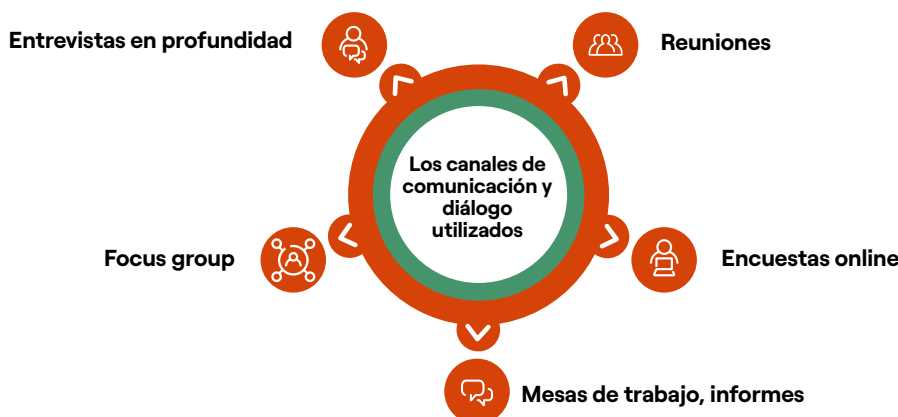 Entrevistas en profundidad
Reuniones
Los canales de
comunicación y
diálogo
utilizados
Focus group
Encuestas online
Mesas de trabajo, informes